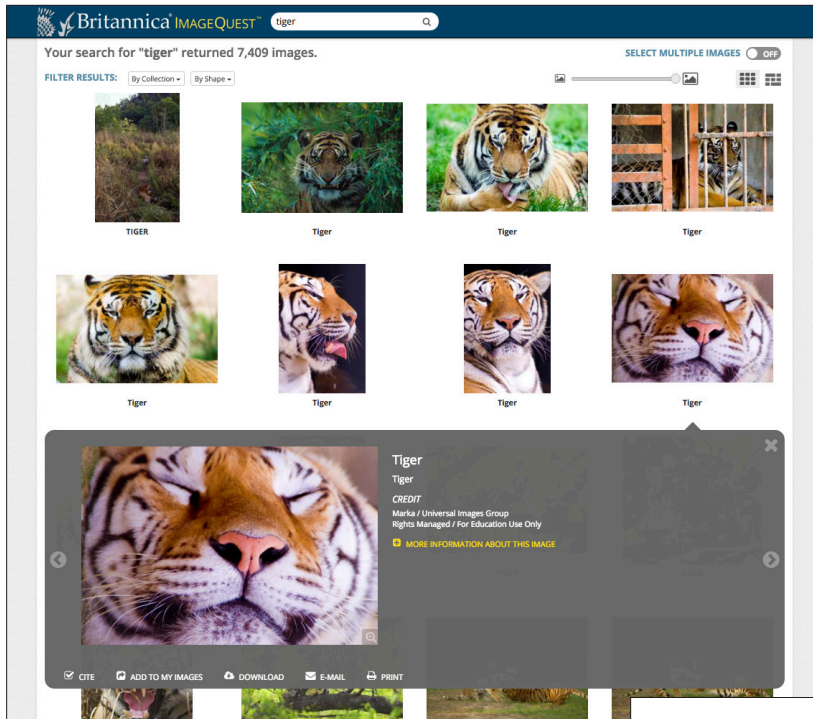 Britannica® IMAGEQUEST™ tiger
Your search for "tiger" returned 7,409 images.
SELECT MULTIPLE IMAGES OFF
FILTER RESULTS: By Collection By Shape
TIGER Tiger Tiger Tiger
Tiger Tiger Tiger Tiger
Tiger
Tiger
CREDIT
Marka / Universal Images Group
Rights Managed / For Education Use Only
MORE INFORMATION ABOUT THIS IMAGE
CITE ADD TO MY IMAGES DOWNLOAD E-MAIL PRINT